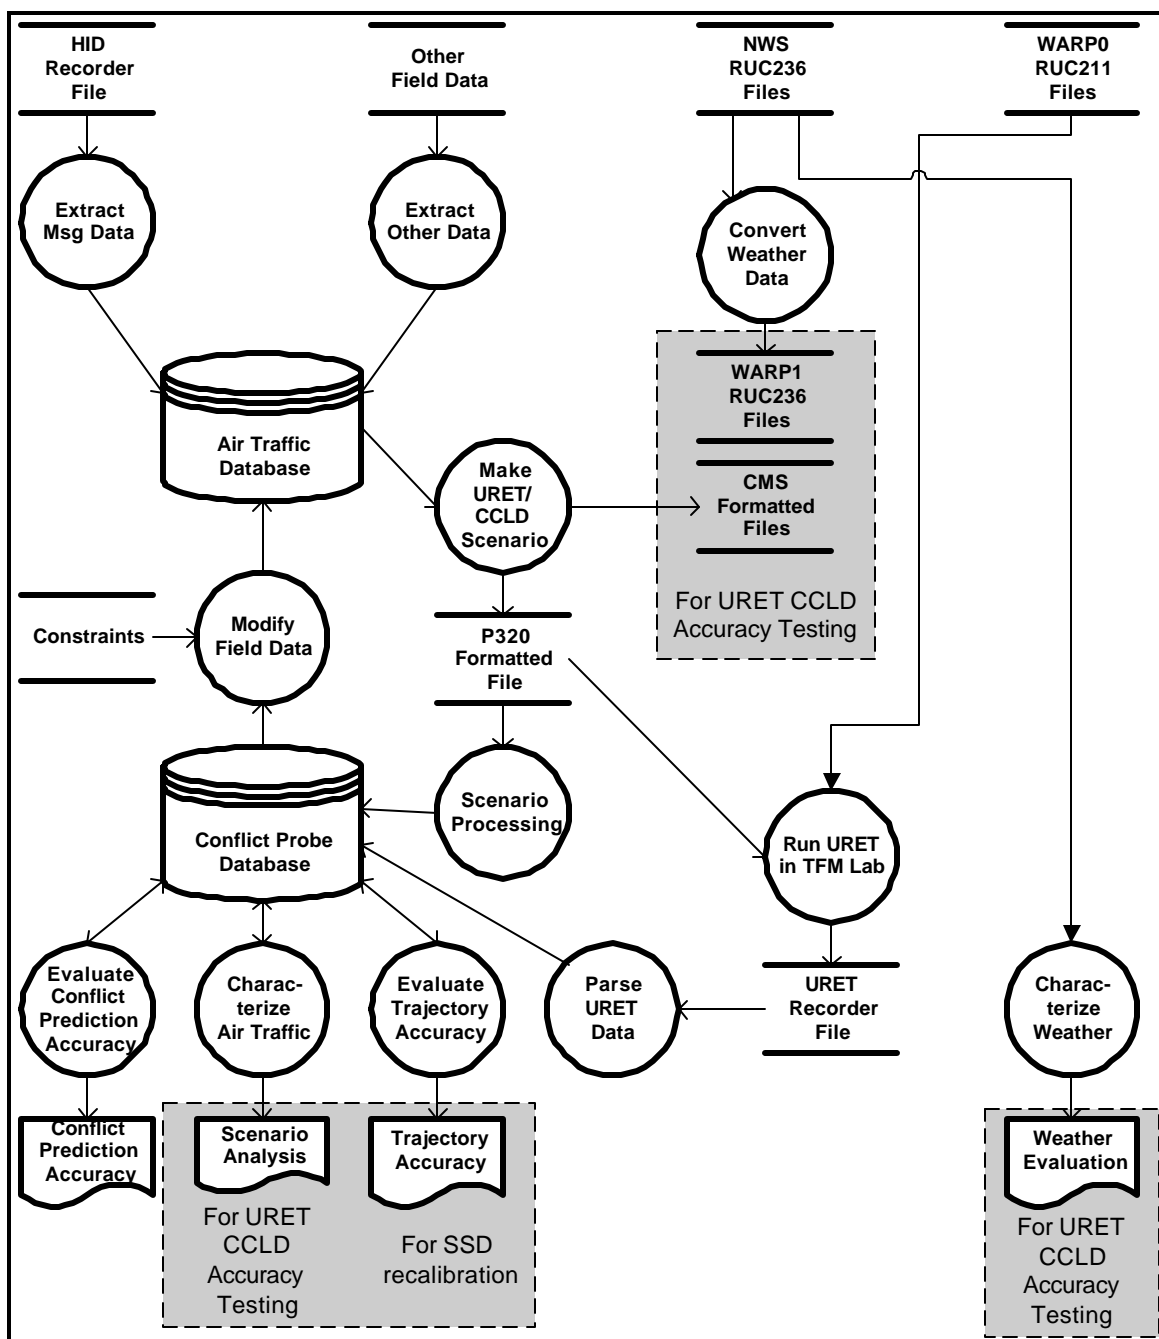 HID
Recorder
File
Other
Field Data
NWS
RUC236
Files
WARP0
RUC211
Files
Extract
Msg Data
Extract
Other Data
Convert
Weather
Data
WARP1
RUC236
Files
Air Traffic
Database
Make
URET/
CCLD
Scenario
CMS
Formatted
Files
For URET CCLD
Accuracy Testing
Constraints
Modify
Field Data
P320
Formatted
File
Conflict Probe
Database
Scenario
Processing
Run URET
in TFM Lab
Evaluate
Conflict
Prediction
Accuracy
Charac-
terize
Air Traffic
Evaluate
Trajectory
Accuracy
Parse
URET
Data
URET
Recorder
File
Charac-
terize
Weather
Conflict
Prediction
Accuracy
Scenario
Analysis
Trajectory
Accuracy
Weather
Evaluation
For URET
CCLD
Accuracy
Testing
For SSD
recalibration
For URET
CCLD
Accuracy
Testing